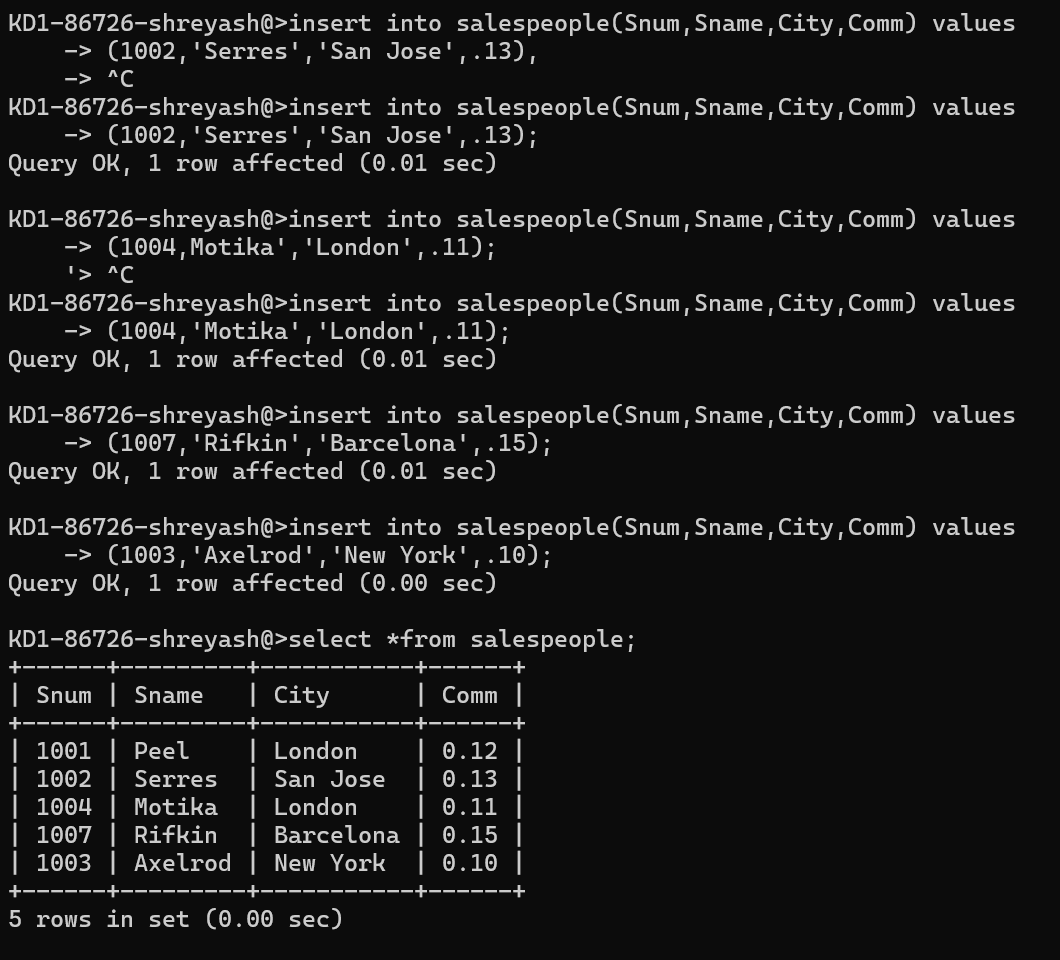 KD1-86726-shreyash@>insert into salespeople(Snum,Sname,City,Comm) values
    -> (1002,'Serres','San Jose',.13),
    -> ^C
KD1-86726-shreyash@>insert into salespeople(Snum,Sname,City,Comm) values
    -> (1002,'Serres','San Jose',.13);
Query OK, 1 row affected (0.01 sec)

KD1-86726-shreyash@>insert into salespeople(Snum,Sname,City,Comm) values
    -> (1004,Motika','London',.11);
    '> ^C
KD1-86726-shreyash@>insert into salespeople(Snum,Sname,City,Comm) values
    -> (1004,'Motika','London',.11);
Query OK, 1 row affected (0.01 sec)

KD1-86726-shreyash@>insert into salespeople(Snum,Sname,City,Comm) values
    -> (1007,'Rifkin','Barcelona',.15);
Query OK, 1 row affected (0.01 sec)

KD1-86726-shreyash@>insert into salespeople(Snum,Sname,City,Comm) values
    -> (1003,'Axelrod','New York',.10);
Query OK, 1 row affected (0.00 sec)

KD1-86726-shreyash@>select *from salespeople;
+------+---------+-----------+------+
| Snum | Sname   | City      | Comm |
+------+---------+-----------+------+
| 1001 | Peel    | London    | 0.12 |
| 1002 | Serres  | San Jose  | 0.13 |
| 1004 | Motika  | London    | 0.11 |
| 1007 | Rifkin  | Barcelona | 0.15 |
| 1003 | Axelrod | New York  | 0.10 |
+------+---------+-----------+------+
5 rows in set (0.00 sec)